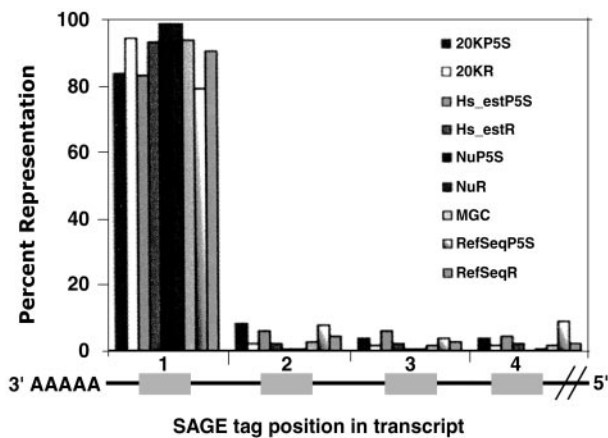 Percent Representation
100
80
60
40
20
0
20KP5S
20KR
Hs_estP5S
Hs_estR
NuP5S
NuR
MGC
RefSeqP5S
RefSeqR
1 2 3 4
3' AAAAA 5'
SAGE tag position in transcript